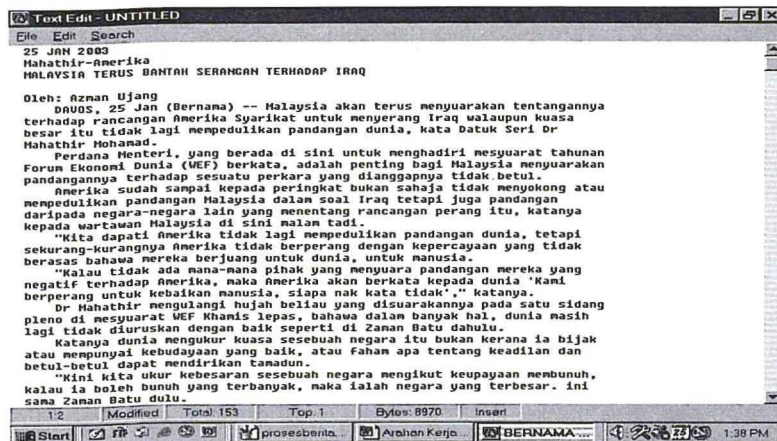 Text Edit - UNTITLED
File Edit Search
25 JAN 2003
Mahathir-Amerika
MALAYSIA TERUS BANTAH SERANGAN TERHADAP IRAQ
Oleh: Azman Ujang
DAVOS, 25 Jan (Bernama) -- Malaysia akan terus menyuarakan tentangannya
terhadap rancangan Amerika Syarikat untuk menyerang Iraq walaupun kuasa
besar itu tidak lagi mempedulikan pandangan dunia, kata Datuk Seri Dr
Mahathir Mohamad.
Perdana Menteri, yang berada di sini untuk menghadiri mesyuarat tahunan
Forum Ekonomi Dunia (WEF) berkata, adalah penting bagi Malaysia menyuarakan
pandangannya terhadap sesuatu perkara yang dianggapnya tidak betul.
Amerika sudah sampai kepada peringkat bukan sahaja tidak menyokong atau
mempedulikan pandangan Malaysia dalam soal Iraq tetapi juga pandangan
daripada negara-negara lain yang menentang rancangan perang itu, katanya
kepada wartawan Malaysia di sini malam tadi.
"Kita dapati Amerika tidak lagi mempedulikan pandangan dunia, tetapi
sekurang-kurangnya Amerika tidak berperang dengan kepercayaan yang tidak
berasas bahawa mereka berjuang untuk dunia, untuk manusia.
"Kalau tidak ada mana-mana pihak yang menyuara pandangan mereka yang
negatif terhadap Amerika, maka Amerika akan berkata kepada dunia 'Kami
berperang untuk kebaikan manusia, siapa nak kata tidak'," katanya.
Dr Mahathir mengulangi hujah beliau yang disuarakannya pada satu sidang
pleno di mesyuarat WEF Khamis lepas, bahawa dalam banyak hal, dunia masih
lagi tidak diuruskan dengan baik seperti di Zaman Batu dahulu.
Katanya dunia mengukur kuasa sesebuah negara itu bukan kerana ia bijak
atau mempunyai kebudayaan yang baik, atau faham apa tentang keadilan dan
betul-betul dapat mendirikan tamadun.
"Kini kita ukur kebesaran sesebuah negara mengikut keupayaan membunuh,
kalau ia boleh bunuh yang terbanyak, maka ialah negara yang terbesar. ini
sama Zaman Batu dulu.
1:2 Modified Total: 153 Top: 1 Bytes: 8970 Insert
Start prosesberita... Arahan Kerja... BERNAMA ... 1:38 PM